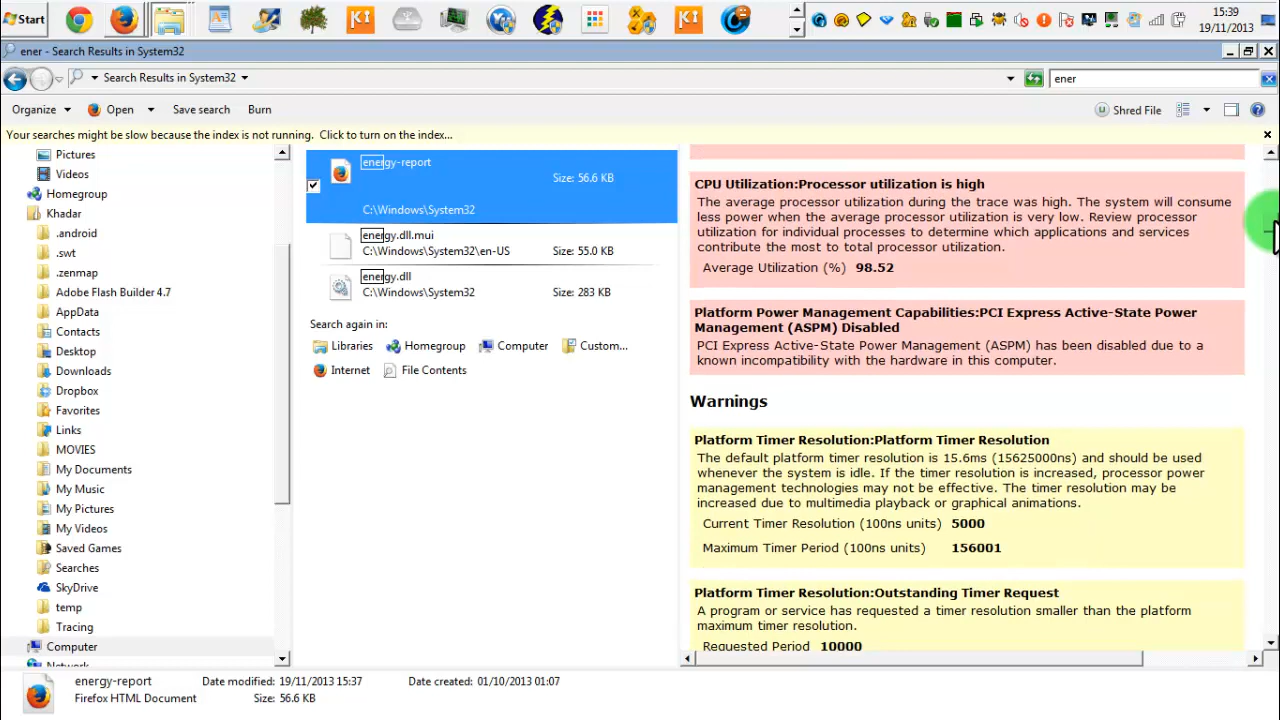 Start
15:39
19/11/2013
ener - Search Results in System32
Search Results in System32
ener
Organize
Open
Save search
Burn
Shred File
Your searches might be slow because the index is not running. Click to turn on the index...
Pictures
Videos
Homegroup
Khadar
.android
.swt
.zenmap
Adobe Flash Builder 4.7
AppData
Contacts
Desktop
Downloads
Dropbox
Favorites
Links
MOVIES
My Documents
My Music
My Pictures
My Videos
Saved Games
Searches
SkyDrive
temp
Tracing
Computer
Network
energy-report
Size: 56.6 KB
C:\Windows\System32
energy.dll.mui
C:\Windows\System32\en-US
Size: 55.0 KB
energy.dll
C:\Windows\System32
Size: 283 KB
Search again in:
Libraries
Homegroup
Computer
Custom...
Internet
File Contents
CPU Utilization:Processor utilization is high
The average processor utilization during the trace was high. The system will consume
less power when the average processor utilization is very low. Review processor
utilization for individual processes to determine which applications and services
contribute the most to total processor utilization.
Average Utilization (%) 98.52
Platform Power Management Capabilities:PCI Express Active-State Power
Management (ASPM) Disabled
PCI Express Active-State Power Management (ASPM) has been disabled due to a
known incompatibility with the hardware in this computer.
Warnings
Platform Timer Resolution:Platform Timer Resolution
The default platform timer resolution is 15.6ms (15625000ns) and should be used
whenever the system is idle. If the timer resolution is increased, processor power
management technologies may not be effective. The timer resolution may be
increased due to multimedia playback or graphical animations.
Current Timer Resolution (100ns units) 5000
Maximum Timer Period (100ns units) 156001
Platform Timer Resolution:Outstanding Timer Request
A program or service has requested a timer resolution smaller than the platform
maximum timer resolution.
Requested Period 10000
energy-report
Date modified: 19/11/2013 15:37
Date created: 01/10/2013 01:07
Firefox HTML Document
Size: 56.6 KB